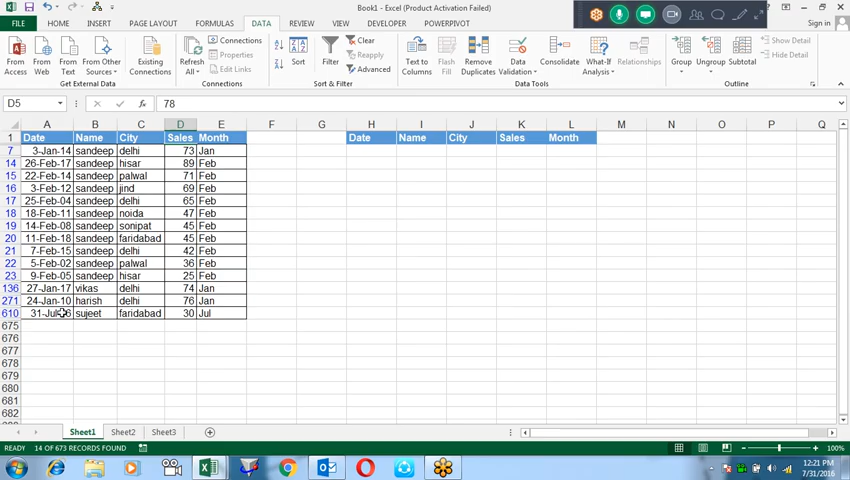 Book1 - Excel (Product Activation Failed)
FILE HOME INSERT PAGE LAYOUT FORMULAS DATA REVIEW VIEW DEVELOPER POWERPIVOT Sign in
From Access
From Web
From Text
From Other Sources
Existing Connections
Get External Data
Refresh All
Connections
Properties
Edit Links
Connections
Sort
Filter
Clear
Reapply
Advanced
Sort & Filter
Text to Columns
Remove Duplicates
Data Validation
Consolidate
What-If Analysis
Relationships
Data Tools
Group
Ungroup
Subtotal
Show Detail
Hide Detail
Outline
D5 fx 78
A B C D E F G H I J K L M N O P Q
1 Date Name City Sales Month Date Name City Sales Month
7 3-Jan-14 sandeep delhi 73 Jan
14 26-Feb-17 sandeep hisar 89 Feb
15 22-Feb-14 sandeep palwal 71 Feb
16 3-Feb-12 sandeep jind 69 Feb
17 25-Feb-04 sandeep delhi 65 Feb
18 18-Feb-11 sandeep noida 47 Feb
19 14-Feb-08 sandeep sonipat 45 Feb
20 11-Feb-18 sandeep faridabad 45 Feb
21 7-Feb-15 sandeep delhi 42 Feb
22 5-Feb-02 sandeep palwal 36 Feb
23 9-Feb-05 sandeep hisar 25 Feb
136 27-Jan-17 vikas delhi 74 Jan
271 24-Jan-10 harish delhi 76 Jan
610 sujeet faridabad 30 Jul
675
676
677
678
679
680
681
682
Sheet1 Sheet2 Sheet3
READY 14 OF 673 RECORDS FOUND 100%
12:21 PM
7/31/2016